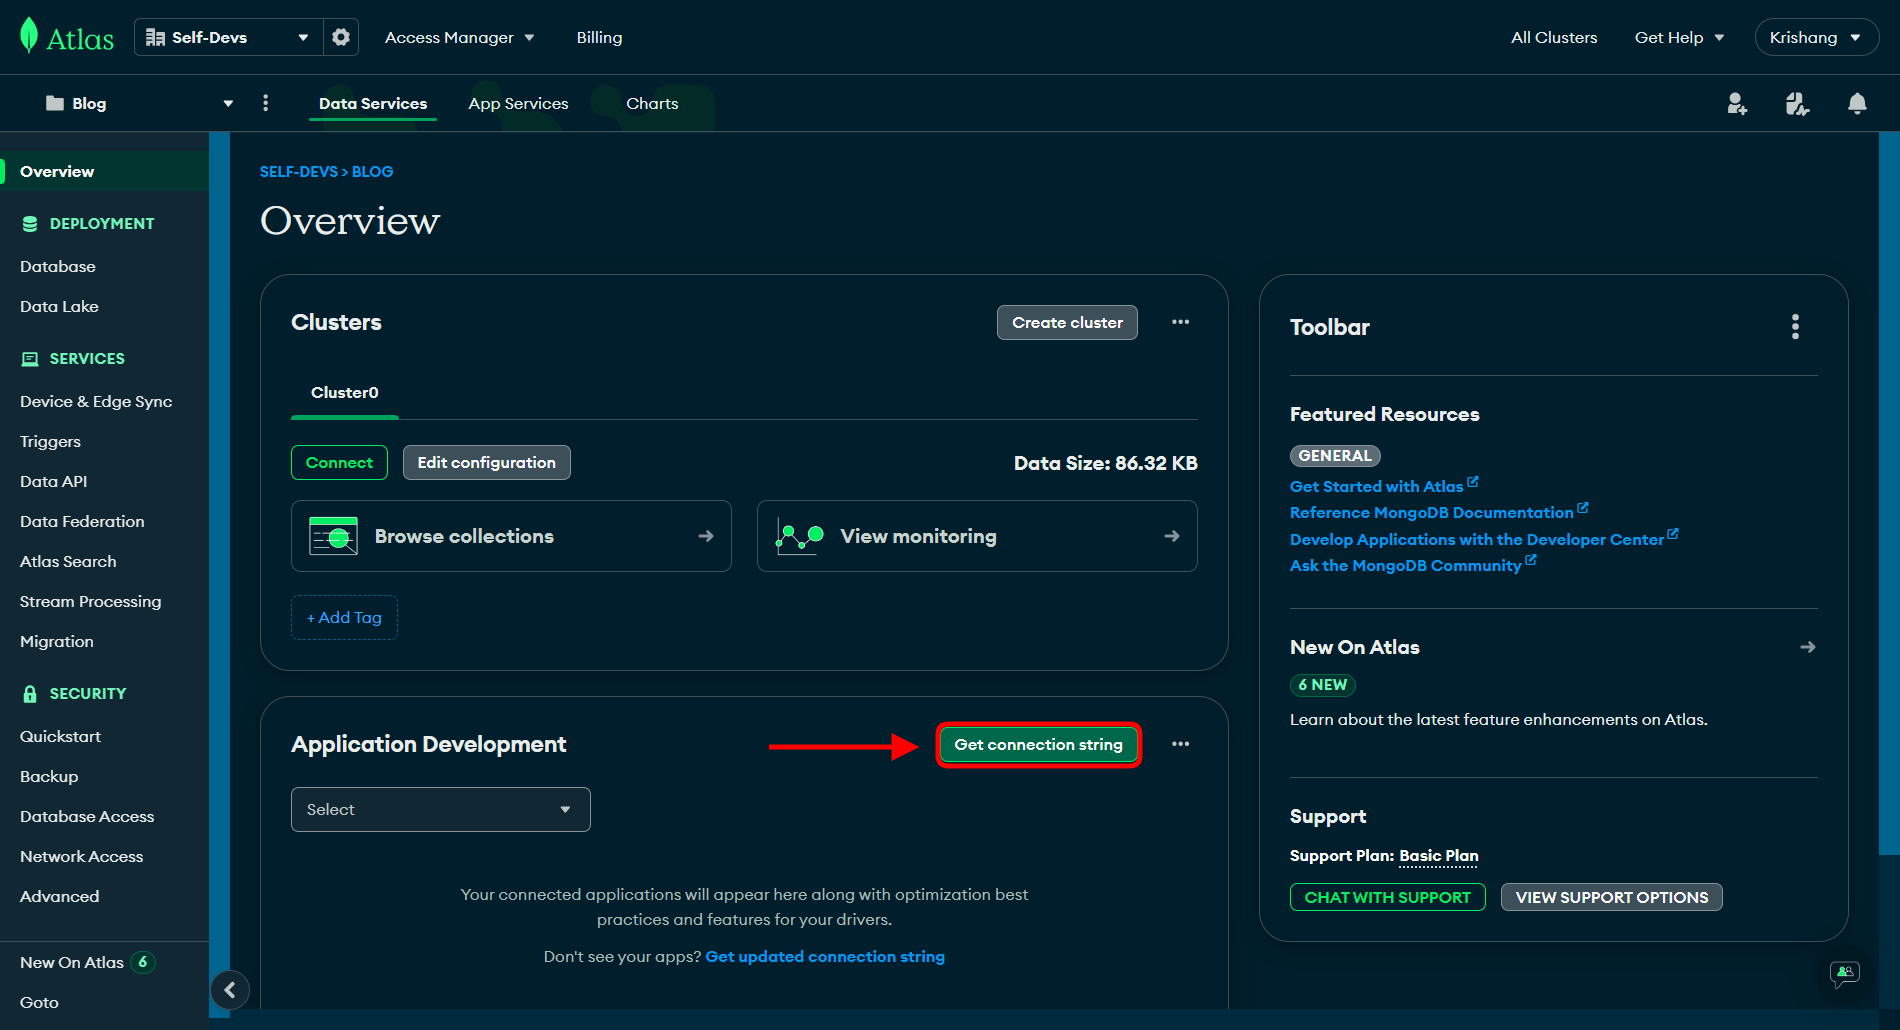 Atlas
Self-Devs
Access Manager
Billing
All Clusters
Get Help
Krishang
Blog
Data Services
App Services
Charts
Overview
DEPLOYMENT
Database
Data Lake
SERVICES
Device & Edge Sync
Triggers
Data API
Data Federation
Atlas Search
Stream Processing
Migration
SECURITY
Quickstart
Backup
Database Access
Network Access
Advanced
New On Atlas 6
Goto
SELF-DEVS > BLOG
Overview
Clusters
Create cluster
Cluster0
Connect
Edit configuration
Data Size: 86.32 KB
Browse collections
View monitoring
+ Add Tag
Application Development
Get connection string
Select
Your connected applications will appear here along with optimization best
practices and features for your drivers.
Don't see your apps? Get updated connection string
Toolbar
Featured Resources
GENERAL
Get Started with Atlas
Reference MongoDB Documentation
Develop Applications with the Developer Center
Ask the MongoDB Community
New On Atlas
6 NEW
Learn about the latest feature enhancements on Atlas.
Support
Support Plan: Basic Plan
CHAT WITH SUPPORT
VIEW SUPPORT OPTIONS